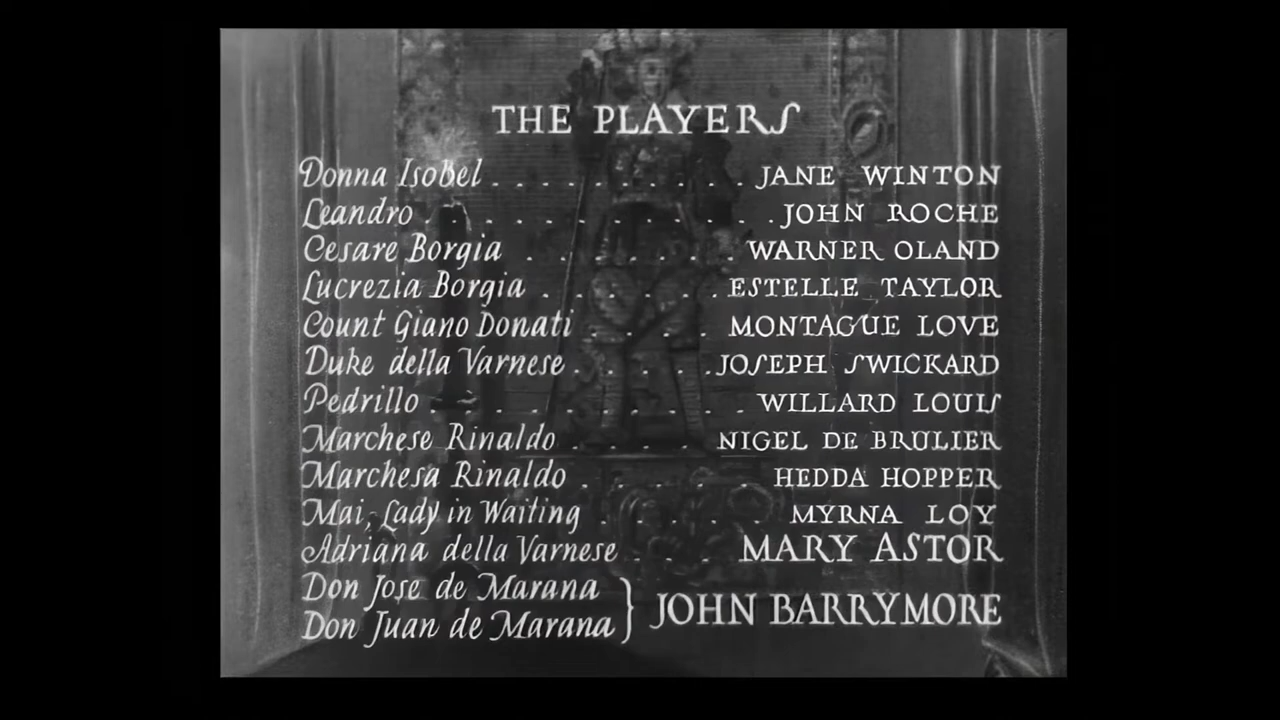 THE PLAYERS
Donna Isobel . . . . . . . . . . JANE WINTON
Leandro . . . . . . . . . . . . . JOHN ROCHE
Cesare Borgia . . . . . . . WARNER OLAND
Lucrezia Borgia . . . . . . ESTELLE TAYLOR
Count Giano Donati . . . . MONTAGUE LOVE
Duke della Varnese . . . . . JOSEPH SWICKARD
Pedrillo . . . . . . . . . . WILLARD LOUIS
Marchese Rinaldo . . . . . NIGEL DE BRULIER
Marchesa Rinaldo . . . . . HEDDA HOPPER
Mai, Lady in Waiting . . . . . MYRNA LOY
Adriana della Varnese . . . MARY ASTOR
Don Jose de Marana
Don Juan de Marana } JOHN BARRYMORE